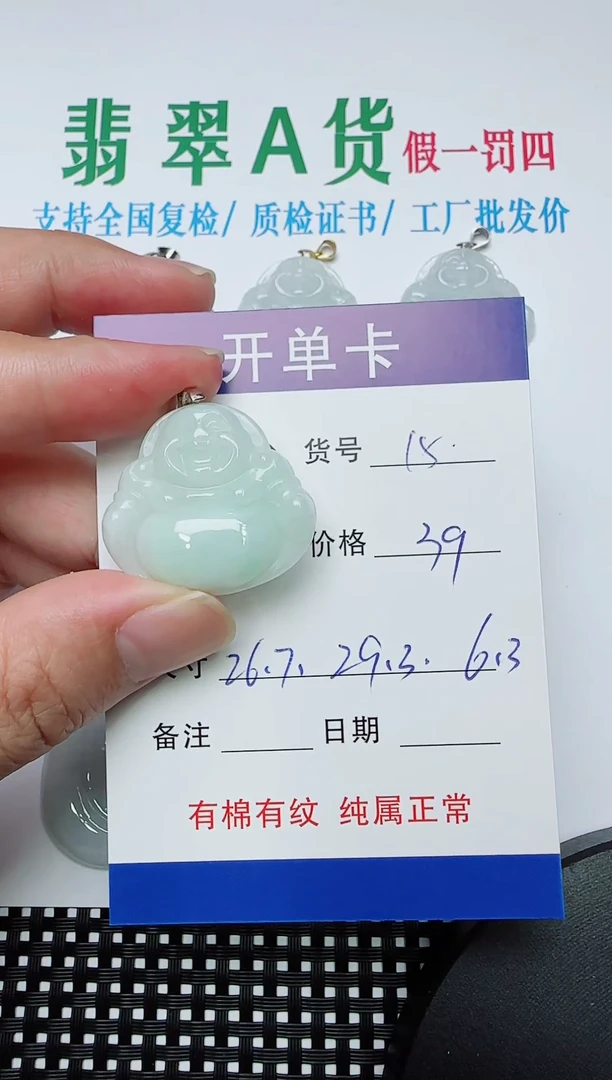 翡翠A货 假一罚四
支持全国复检/ 质检证书/ 工厂批发价
开单卡
货号 15.
价格 39
寸 26.7. 29.3. 6.3
备注 日期
有棉有纹 纯属正常